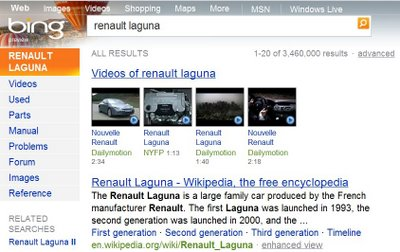 Web Images Videos Shopping Maps More | MSN | Windows Live
bing
preview
renault laguna
RENAULT LAGUNA
Videos
Used
Parts
Manual
Problems
Forum
Images
Reference
RELATED SEARCHES
Renault Laguna II
ALL RESULTS 1-20 of 3,460,000 results · advanced
Videos of renault laguna
Nouvelle Renault
Dailymotion
2:34
Renault Laguna
NYFP 1:13
Renault Laguna
Dailymotion
1:40
Nouvelle Renault
Dailymotion
2:18
Renault Laguna - Wikipedia, the free encyclopedia
The Renault Laguna is a large family car produced by the French
manufacturer Renault. The first Laguna was launched in 1993, the
second generation was launched in 2000, and the ...
First generation · Second generation · Third generation · Timeline
en.wikipedia.org/wiki/Renault_Laguna · enhanced view